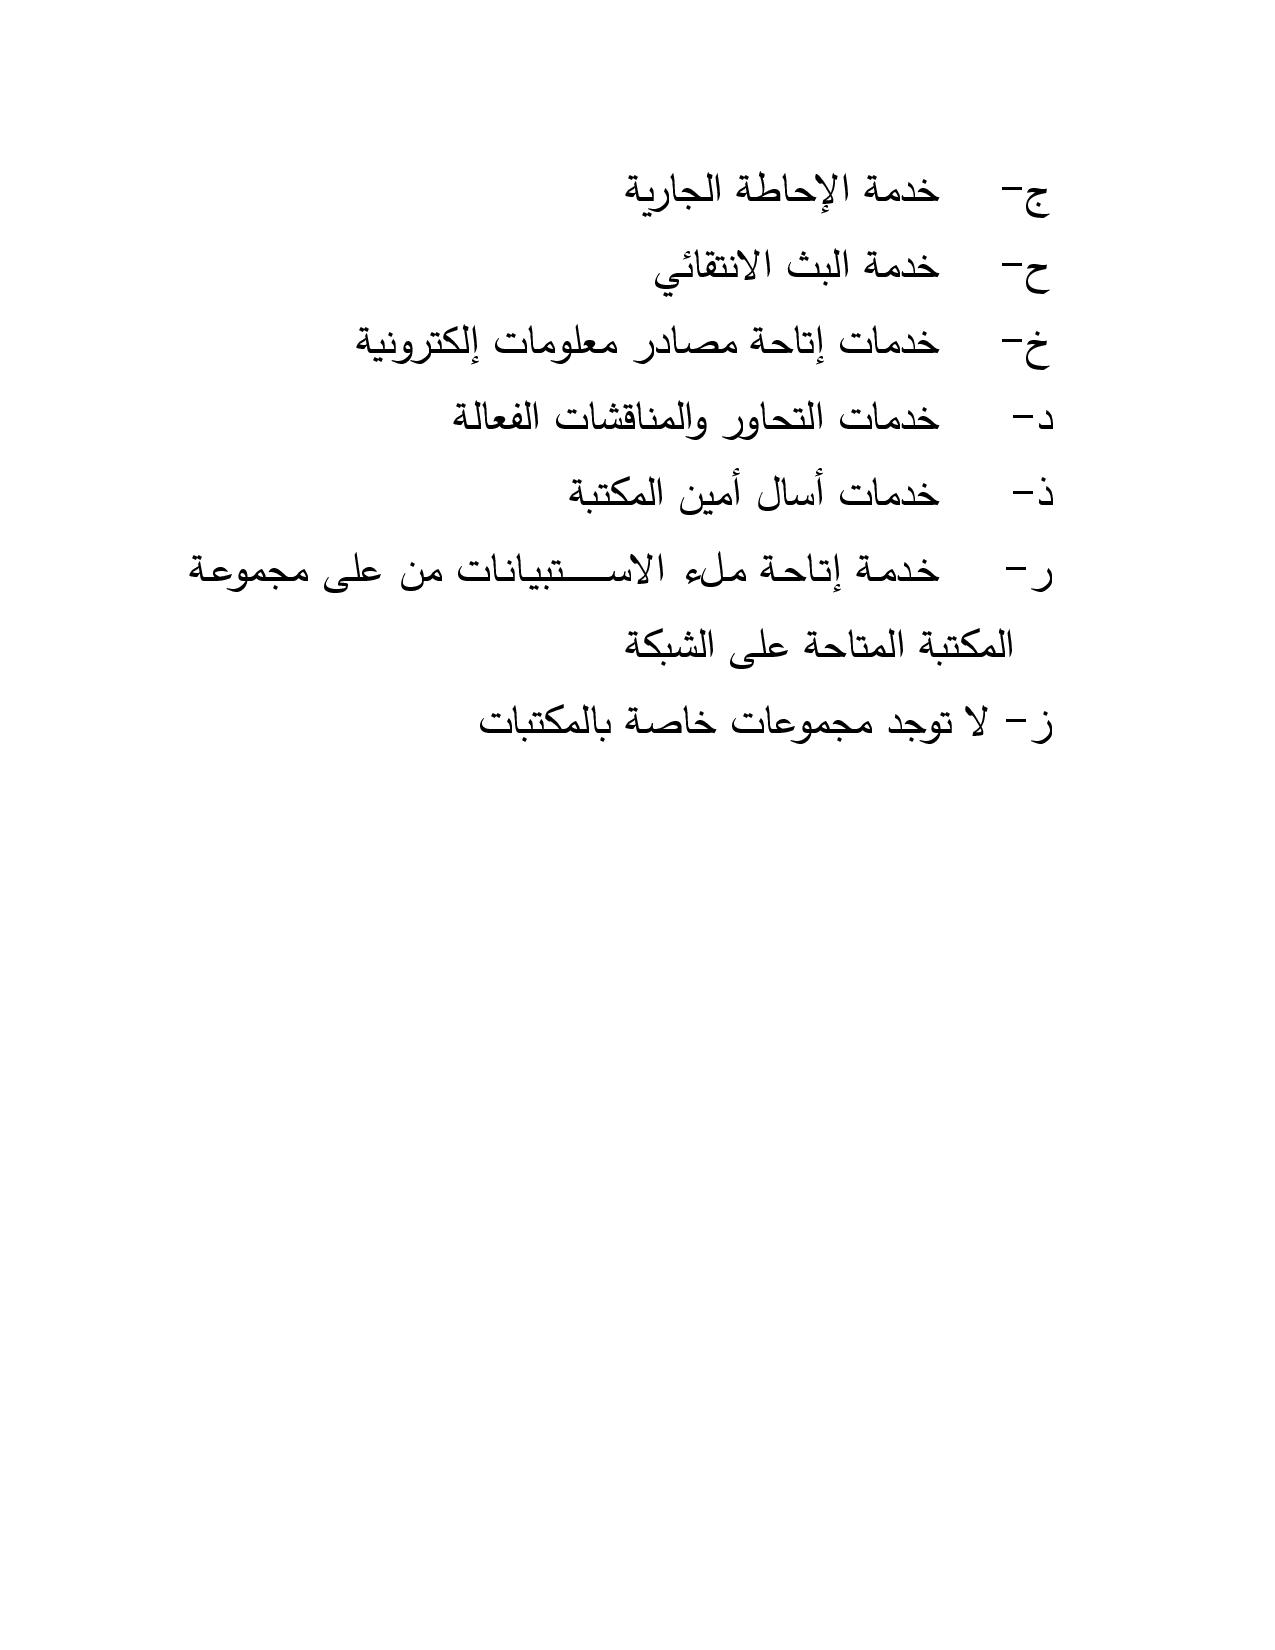 ج- خدمة الإحاطة الجارية
ح- خدمة البث الانتقائي
خ- خدمات إتاحة مصادر معلومات إلكترونية
د- خدمات التحاور والمناقشات الفعالة
ذ- خدمات أسال أمين المكتبة
ر- خدمة إتاحة ملء الاستبيانات من على مجموعة
المكتبة المتاحة على الشبكة
ز- لا توجد مجموعات خاصة بالمكتبات